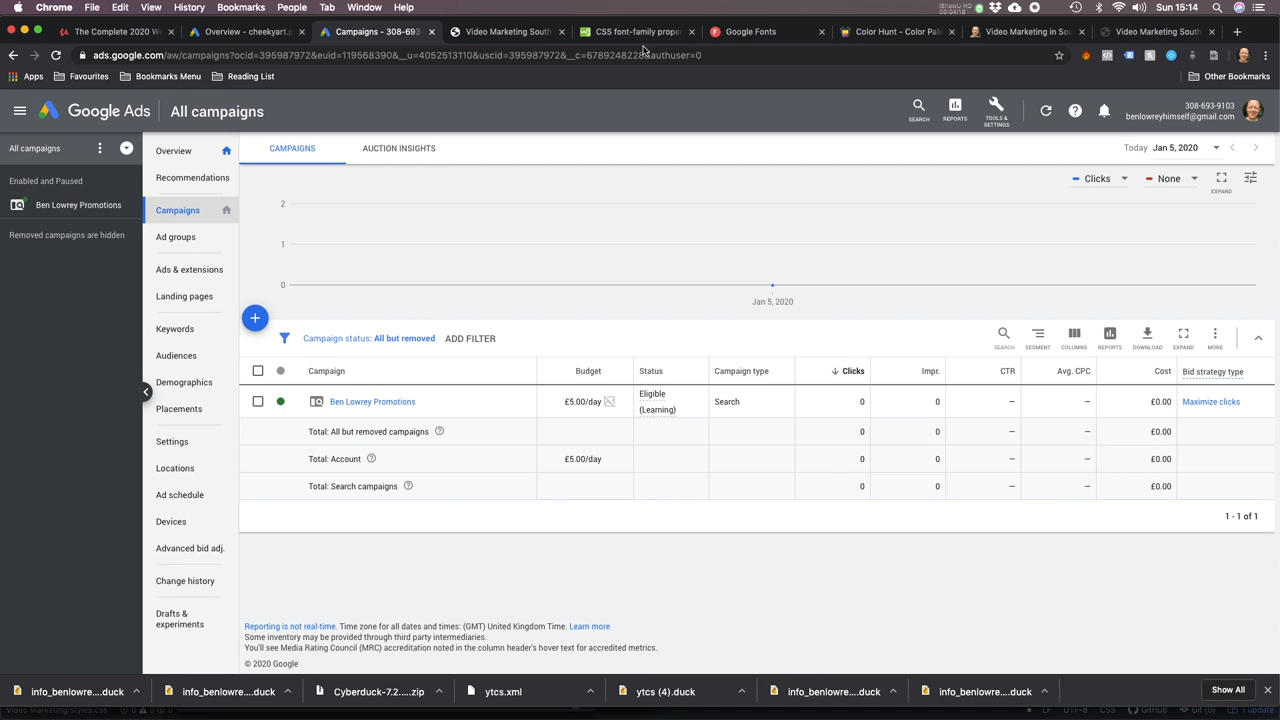 Chrome File Edit View History Bookmarks People Tab Window Help
Sun 15:14
The Complete 2020 We
Overview - cheekyart.
Campaigns - 308-693-
Video Marketing South
CSS font-family proper
Google Fonts
Color Hunt - Color Pale
Video Marketing in Sou
Video Marketing South
ads.google.com/aw/campaigns?ocid=395987972&euid=119568390&__u=4052513110&uscid=395987972&__c=6789248228&authuser=0
Apps Favourites Bookmarks Menu Reading List Other Bookmarks
Google Ads All campaigns
SEARCH REPORTS TOOLS & SETTINGS
308-693-9103
benlowreyhimself@gmail.com
All campaigns
Enabled and Paused
Ben Lowrey Promotions
Removed campaigns are hidden
Overview
Recommendations
Campaigns
Ad groups
Ads & extensions
Landing pages
Keywords
Audiences
Demographics
Placements
Settings
Locations
Ad schedule
Devices
Advanced bid adj.
Change history
Drafts &
experiments
CAMPAIGNS AUCTION INSIGHTS
Today Jan 5, 2020
Clicks None EXPAND
2
1
0
Jan 5, 2020
Campaign status: All but removed ADD FILTER
SEARCH SEGMENT COLUMNS REPORTS DOWNLOAD EXPAND MORE
Campaign Budget Status Campaign type Clicks Impr. CTR Avg. CPC Cost Bid strategy type
Ben Lowrey Promotions £5.00/day Eligible (Learning) Search 0 0 — — £0.00 Maximize clicks
Total: All but removed campaigns 0 0 — — £0.00
Total: Account £5.00/day 0 0 — — £0.00
Total: Search campaigns 0 0 — — £0.00
1 - 1 of 1
Reporting is not real-time. Time zone for all dates and times: (GMT) United Kingdom Time. Learn more
Some inventory may be provided through third party intermediaries.
You'll see Media Rating Council (MRC) accreditation noted in the column header's hover text for accredited metrics.
© 2020 Google
info_benlowre....duck
info_benlowre....duck
Cyberduck-7.2.....zip
ytcs.xml
ytcs (4).duck
info_benlowre....duck
info_benlowre....duck
Show All